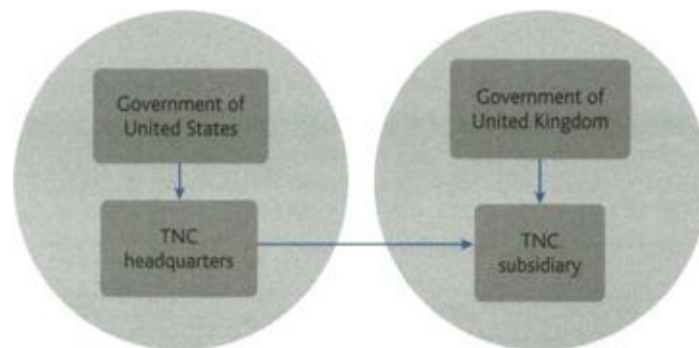 Government of
United States
Government of
United Kingdom
TNC
headquarters
TNC
subsidiary